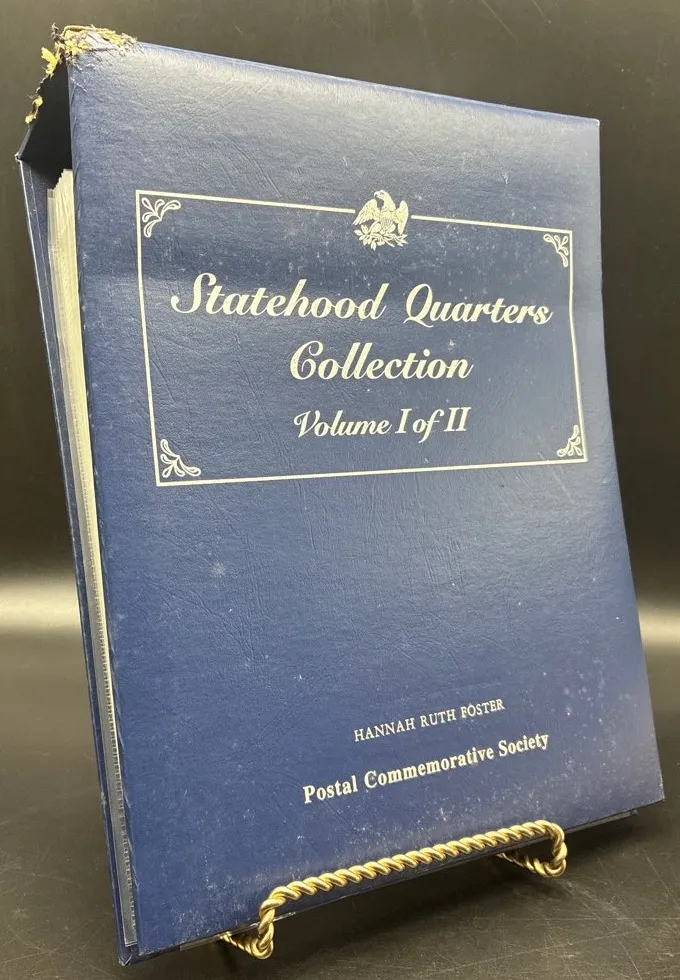 Statehood Quarters
Collection
Volume I of II
HANNAH RUTH FOSTER
Postal Commemorative Society